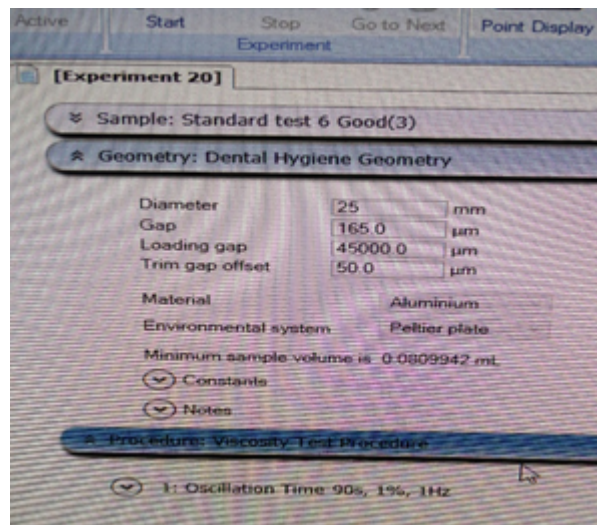 Active Start Stop Go to Next Point Display
Experiment
[Experiment 20]
Sample: Standard test 6 Good(3)
Geometry: Dental Hygiene Geometry
Diameter 25 mm
Gap 165.0 µm
Loading gap 45000.0 µm
Trim gap offset 50.0 µm
Material Aluminium
Environmental system Peltier plate
Minimum sample volume is 0.0809942 mL
Constants
Notes
Procedure: Viscosity Test Procedure
1: Oscillation Time 90s, 1%, 1Hz